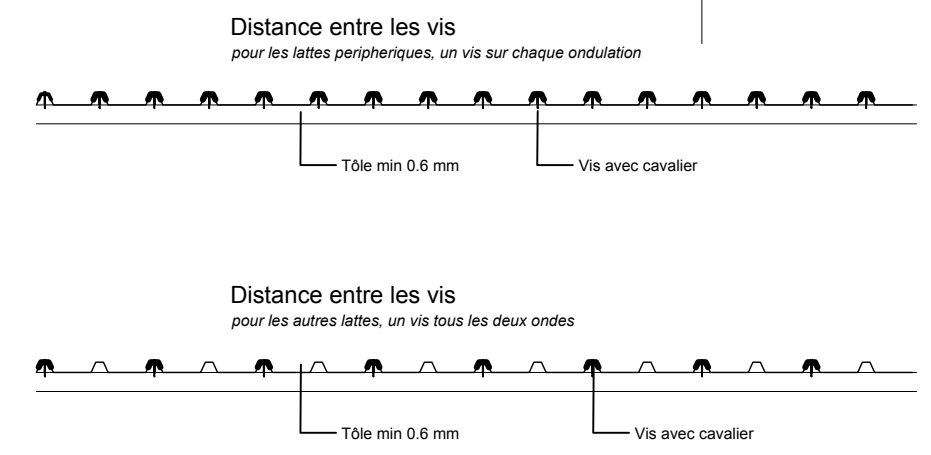 Distance entre les vis
pour les lattes peripheriques, un vis sur chaque ondulation
Tôle min 0.6 mm
Vis avec cavalier
Distance entre les vis
pour les autres lattes, un vis tous les deux ondes
Tôle min 0.6 mm
Vis avec cavalier